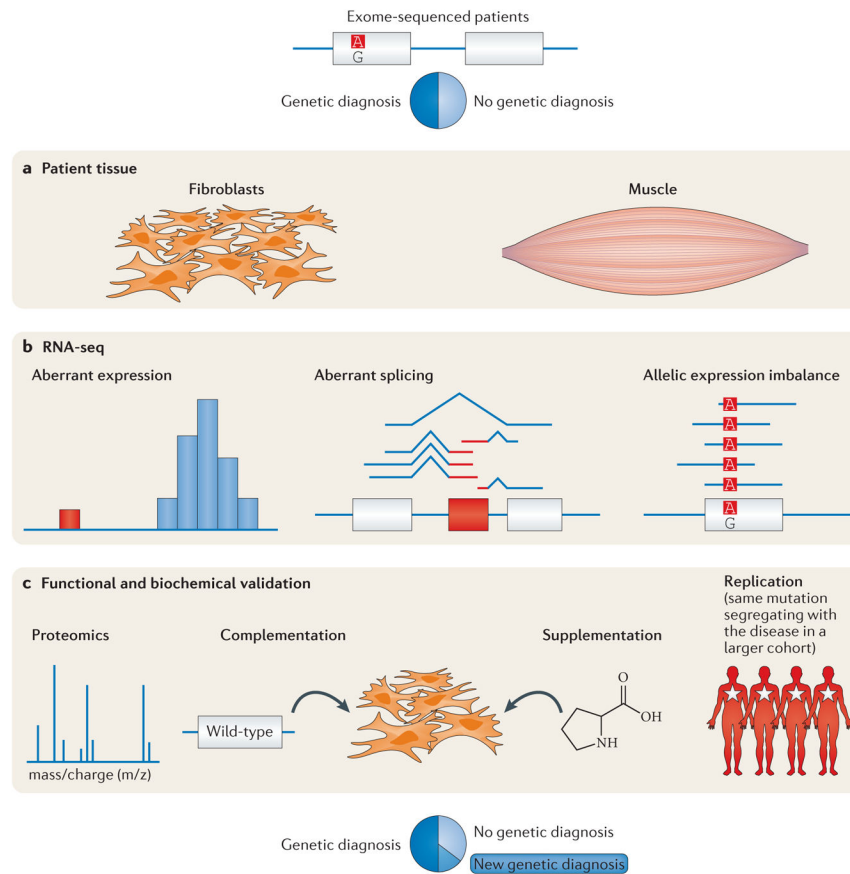 Exome-sequenced patients
A
G
Genetic diagnosis
No genetic diagnosis
a Patient tissue
Fibroblasts
Muscle
b RNA-seq
Aberrant expression
Aberrant splicing
Allelic expression imbalance
A
A
A
A
A
A
G
c Functional and biochemical validation
Proteomics
Complementation
Supplementation
Replication
(same mutation
segregating with
the disease in a
larger cohort)
Wild-type
O
OH
NH
mass/charge (m/z)
Genetic diagnosis
No genetic diagnosis
New genetic diagnosis